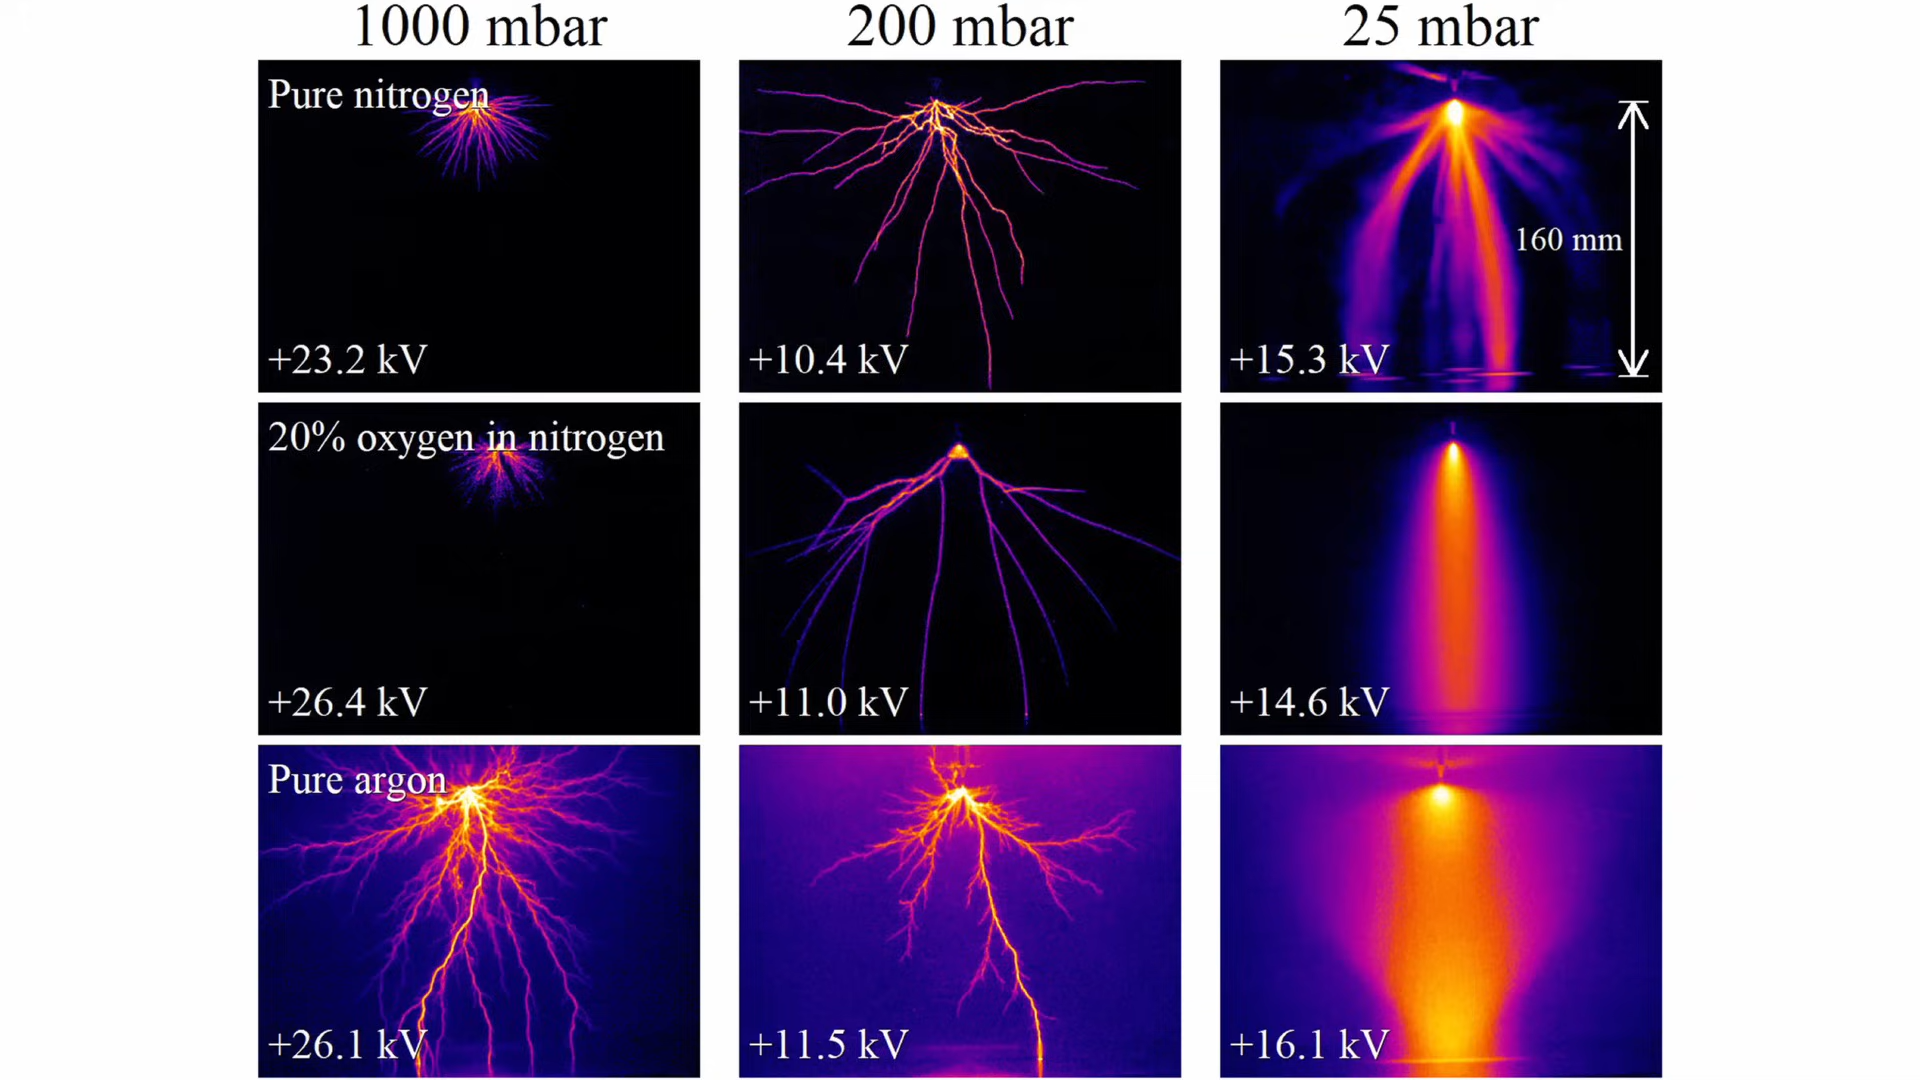 1000 mbar
200 mbar
25 mbar
Pure nitrogen
+23.2 kV
+10.4 kV
160 mm
+15.3 kV
20% oxygen in nitrogen
+26.4 kV
+11.0 kV
+14.6 kV
Pure argon
+26.1 kV
+11.5 kV
+16.1 kV